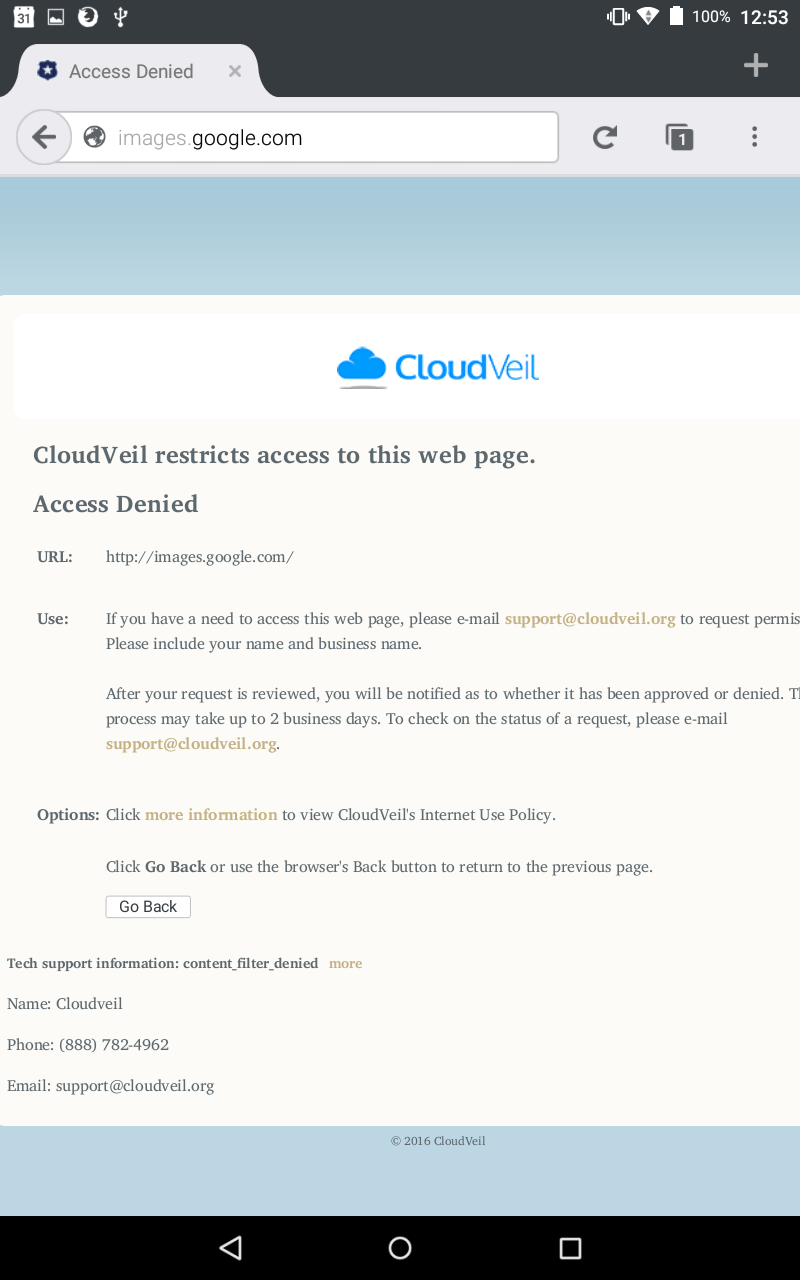 31
100% 12:53
Access Denied
images.google.com
1
CloudVeil
CloudVeil restricts access to this web page.
Access Denied
URL: http://images.google.com/
Use: If you have a need to access this web page, please e-mail support@cloudveil.org to request
Please include your name and business name.
After your request is reviewed, you will be notified as to whether it has been approved or denied.
process may take up to 2 business days. To check on the status of a request, please e-mail
support@cloudveil.org.
Options: Click more information to view CloudVeil's Internet Use Policy.
Click Go Back or use the browser's Back button to return to the previous page.
Go Back
Tech support information: content_filter_denied more
Name: Cloudveil
Phone: (888) 782-4962
Email: support@cloudveil.org
© 2016 CloudVeil